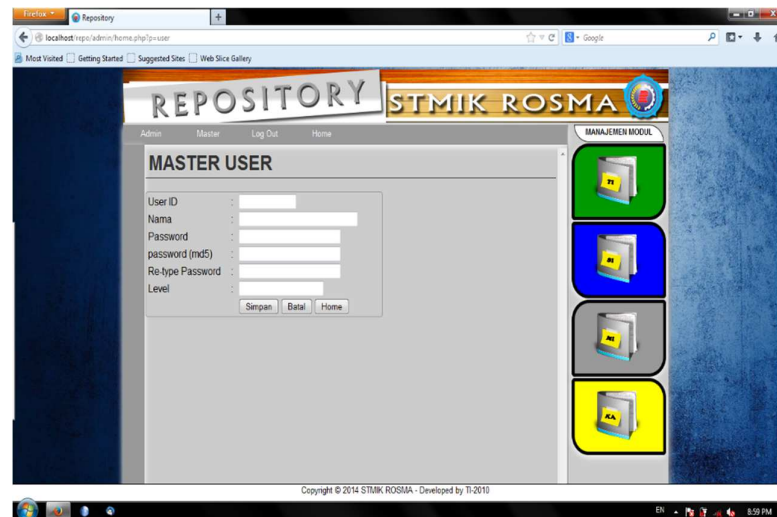 Firefox
Repository
localhost/repo/admin/home.php?p=user
Google
Most Visited Getting Started Suggested Sites Web Slice Gallery
REPOSITORY STMIK ROSMA
Admin Master Log Out Home
MANAJEMEN MODUL
MASTER USER
User ID :
Nama :
Password :
password (md5) :
Re-type Password :
Level :
Simpan Batal Home
TI
SI
MI
KA
Copyright © 2014 STMIK ROSMA - Developed by TI-2010
EN 8:59 PM